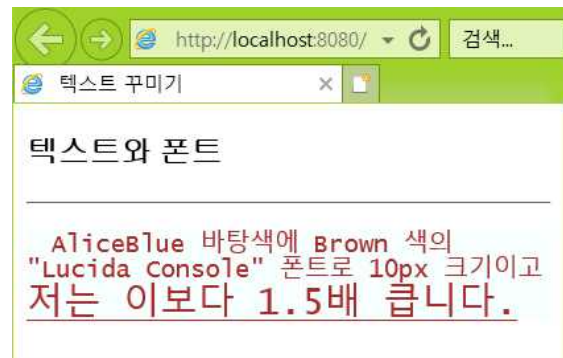 http://localhost:8080/
검색...
텍스트 꾸미기
텍스트와 폰트
AliceBlue 바탕색에 Brown 색의
"Lucida Console" 폰트로 10px 크기이고
저는 이보다 1.5배 큽니다.